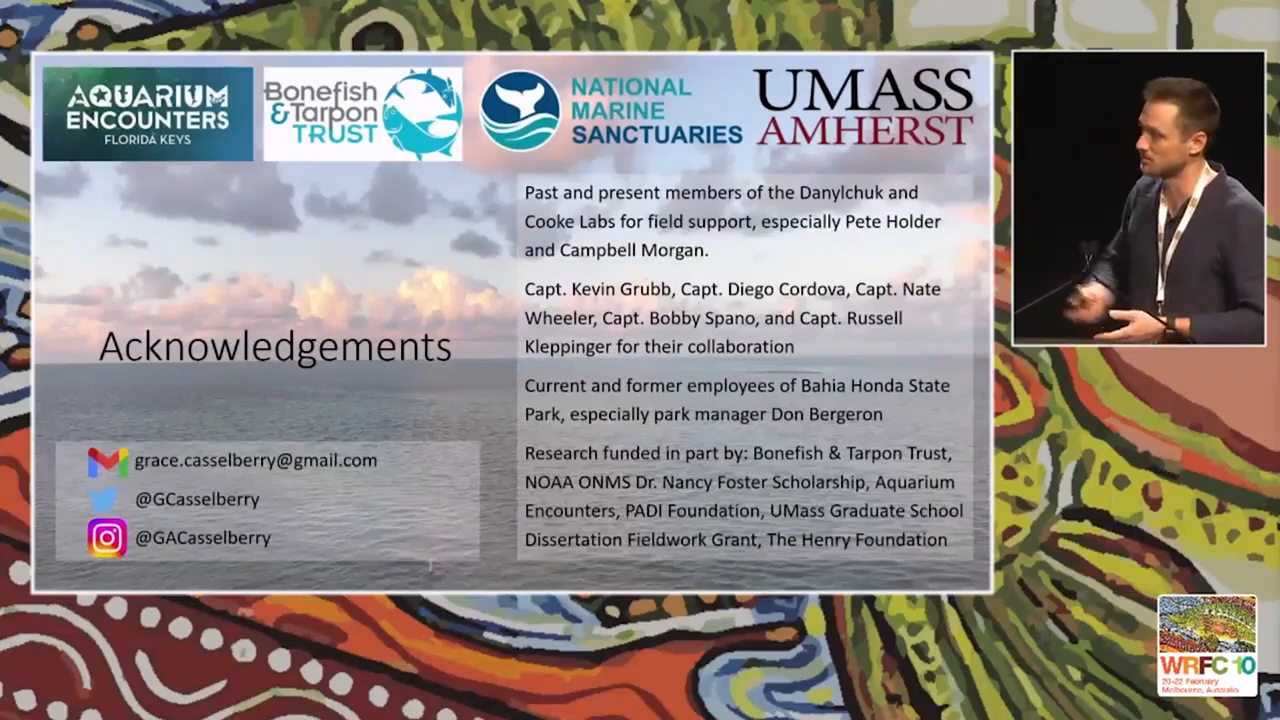 AQUARIUM
ENCOUNTERS
FLORIDA KEYS
Bonefish
& Tarpon
TRUST
NATIONAL
MARINE
SANCTUARIES
UMASS
AMHERST
Past and present members of the Danylchuk and
Cooke Labs for field support, especially Pete Holder
and Campbell Morgan.
Capt. Kevin Grubb, Capt. Diego Cordova, Capt. Nate
Wheeler, Capt. Bobby Spano, and Capt. Russell
Kleppinger for their collaboration
Acknowledgements
Current and former employees of Bahia Honda State
Park, especially park manager Don Bergeron
Research funded in part by: Bonefish & Tarpon Trust,
NOAA ONMS Dr. Nancy Foster Scholarship, Aquarium
Encounters, PADI Foundation, UMass Graduate School
Dissertation Fieldwork Grant, The Henry Foundation
grace.casselberry@gmail.com
@GCasselberry
@GACasselberry
WRFC 10
20-22 February
Melbourne, Australia